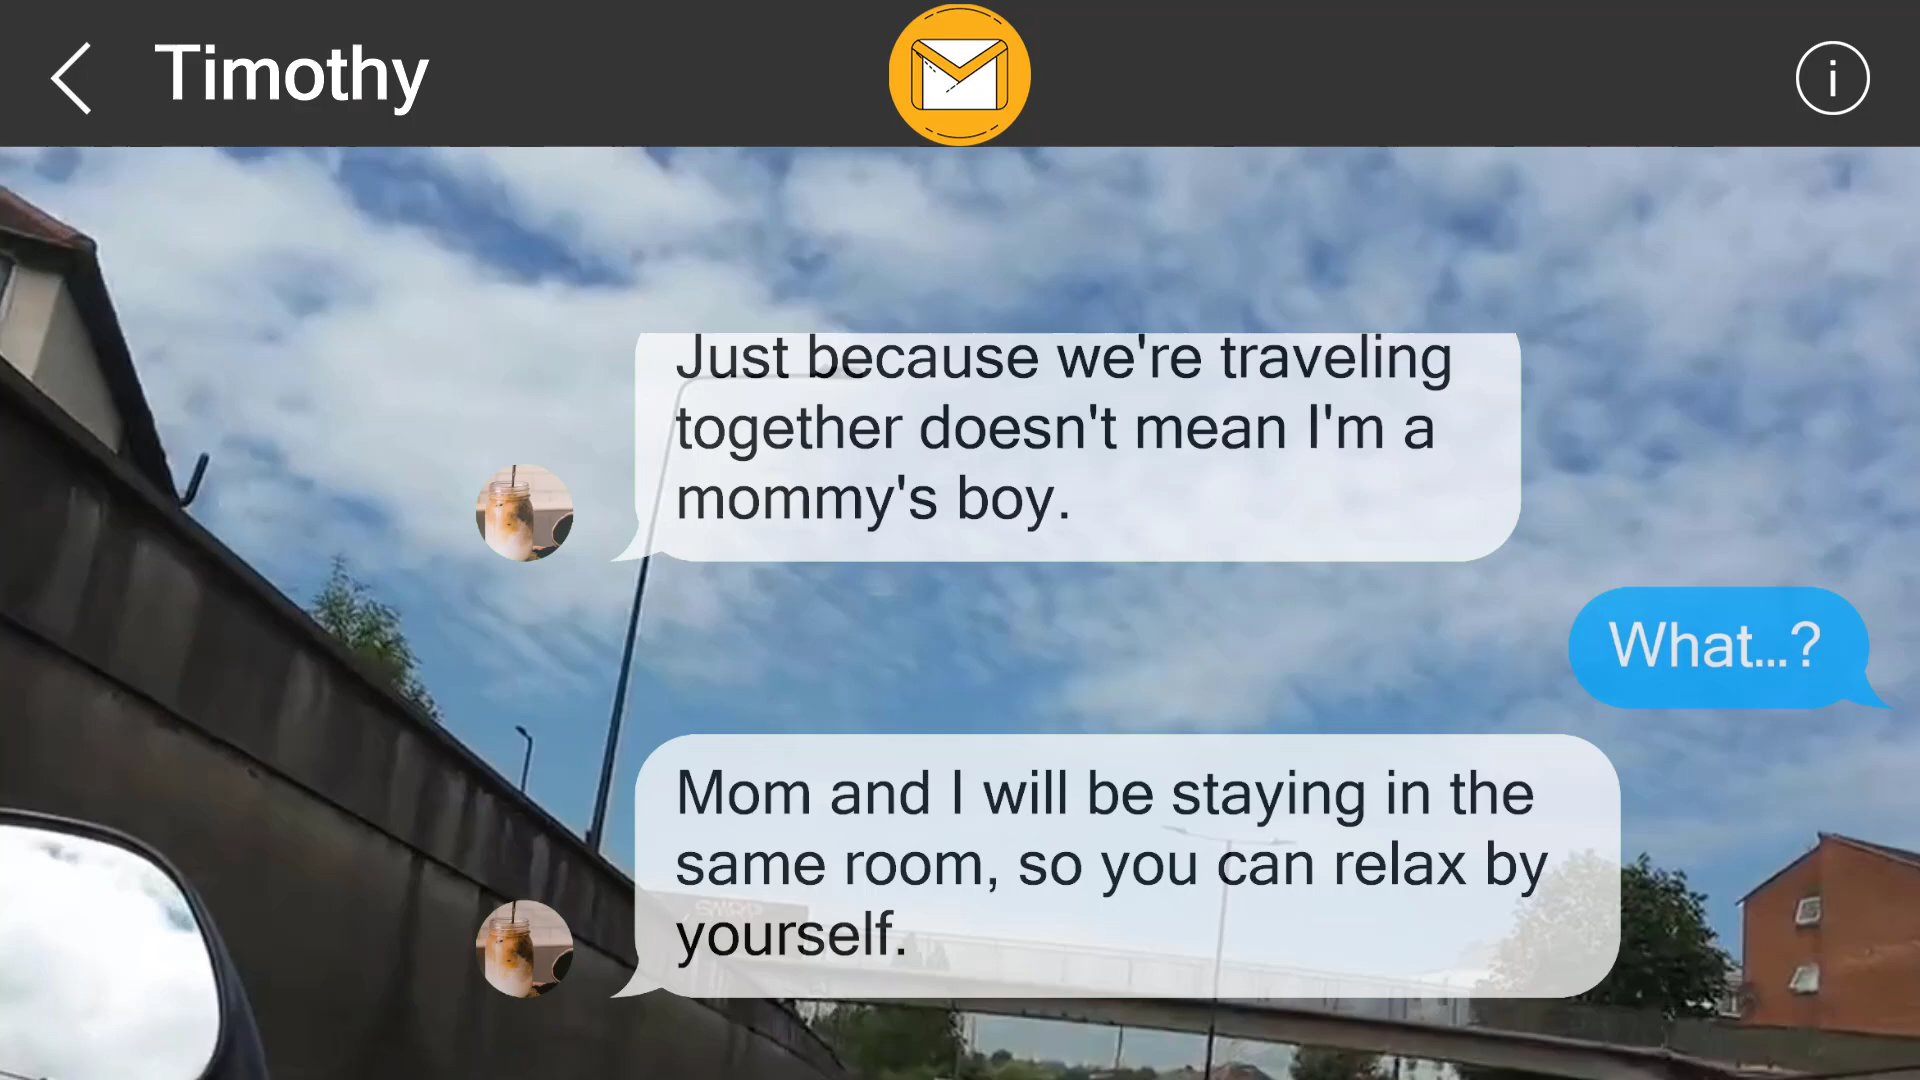 Timothy
i
Just because we're traveling
together doesn't mean I'm a
mommy's boy.
What...?
Mom and I will be staying in the
same room, so you can relax by
yourself.